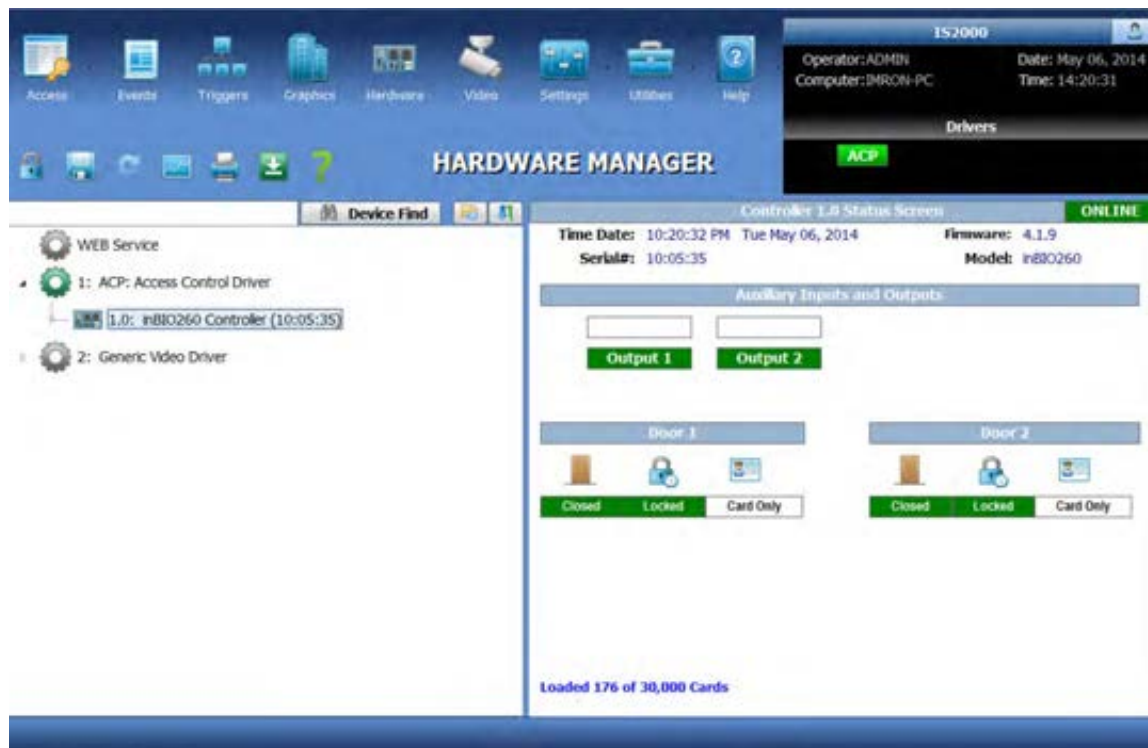 IS2000
Access Events Triggers Graphics Hardware Video Settings Utilities Help
Operator:ADMIN Date: May 06, 2014
Computer:IMRON-PC Time: 14:20:31
Drivers
ACP
HARDWARE MANAGER
Device Find
WEB Service
1: ACP: Access Control Driver
1.0: inBIO260 Controller (10:05:35)
2: Generic Video Driver
Controller 1.0 Status Screen ONLINE
Time Date: 10:20:32 PM Tue May 06, 2014 Firmware: 4.1.9
Serial#: 10:05:35 Model: inBIO260
Auxiliary Inputs and Outputs
Output 1 Output 2
Door 1 Door 2
Closed Locked Card Only Closed Locked Card Only
Loaded 176 of 30,000 Cards